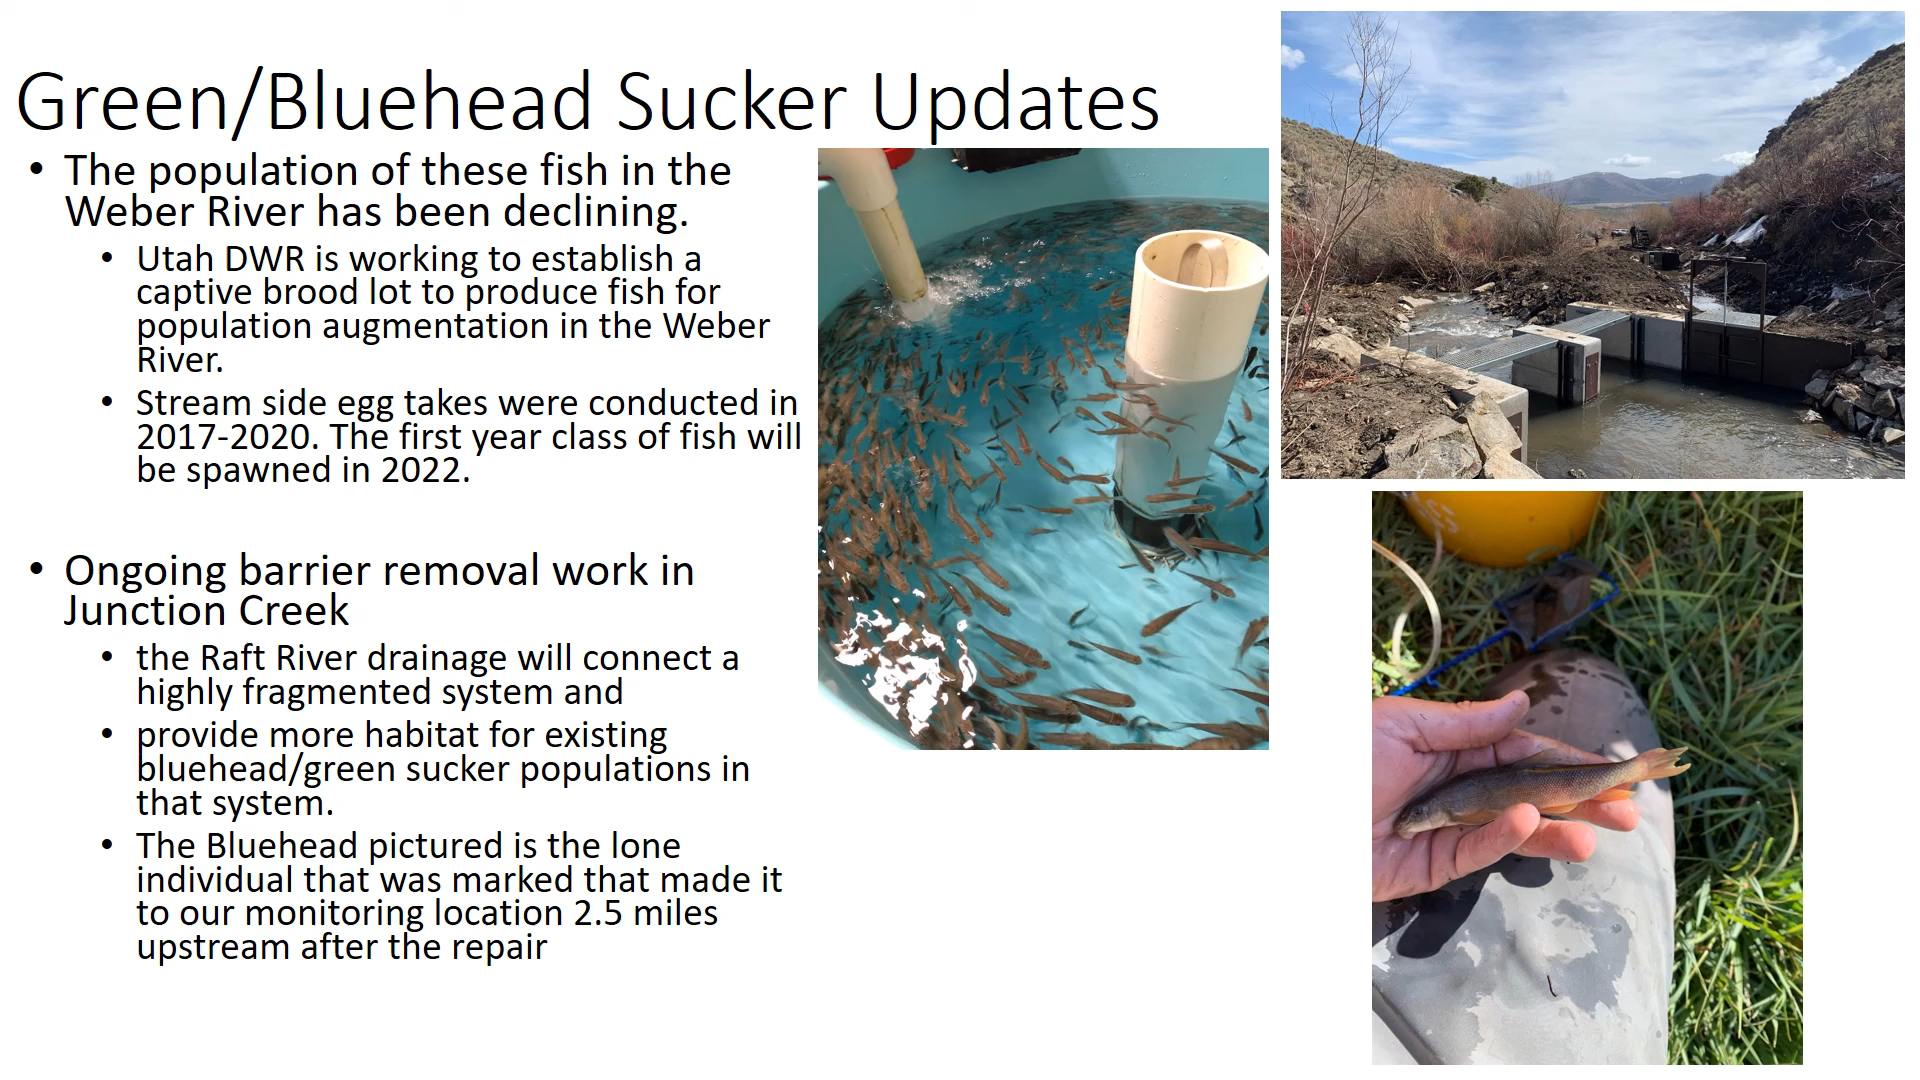 Green/Bluehead Sucker Updates
• The population of these fish in the
Weber River has been declining.
• Utah DWR is working to establish a
captive brood lot to produce fish for
population augmentation in the Weber
River.
• Stream side egg takes were conducted in
2017-2020. The first year class of fish will
be spawned in 2022.
• Ongoing barrier removal work in
Junction Creek
• the Raft River drainage will connect a
highly fragmented system and
• provide more habitat for existing
bluehead/green sucker populations in
that system.
• The Bluehead pictured is the lone
individual that was marked that made it
to our monitoring location 2.5 miles
upstream after the repair